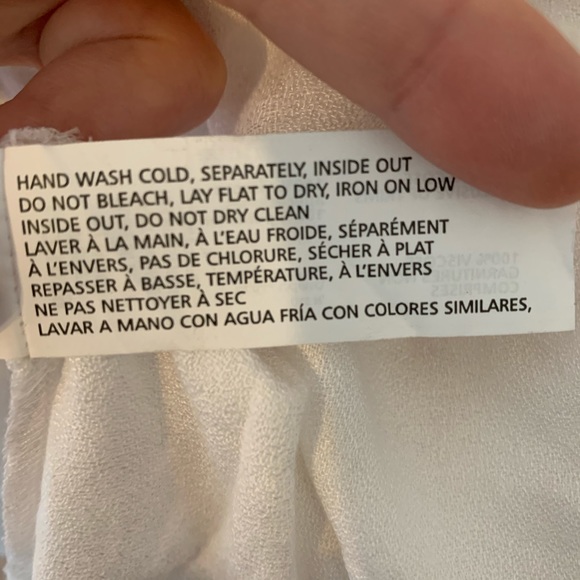 HAND WASH COLD, SEPARATELY, INSIDE OUT
DO NOT BLEACH, LAY FLAT TO DRY, IRON ON LOW
INSIDE OUT, DO NOT DRY CLEAN
LAVER À LA MAIN, À L'EAU FROIDE, SÉPARÉMENT
À L'ENVERS, PAS DE CHLORURE, SÉCHER À PLAT
REPASSER À BASSE, TEMPÉRATURE, À L'ENVERS
NE PAS NETTOYER À SEC
LAVAR A MANO CON AGUA FRÍA CON COLORES SIMILARES,